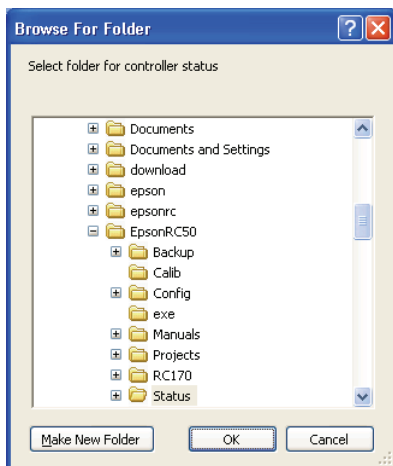 Browse For Folder
Select folder for controller status
Documents
Documents and Settings
download
epson
epsonrc
EpsonRC50
Backup
Calib
Config
exe
Manuals
Projects
RC170
Status
Make New Folder
OK
Cancel